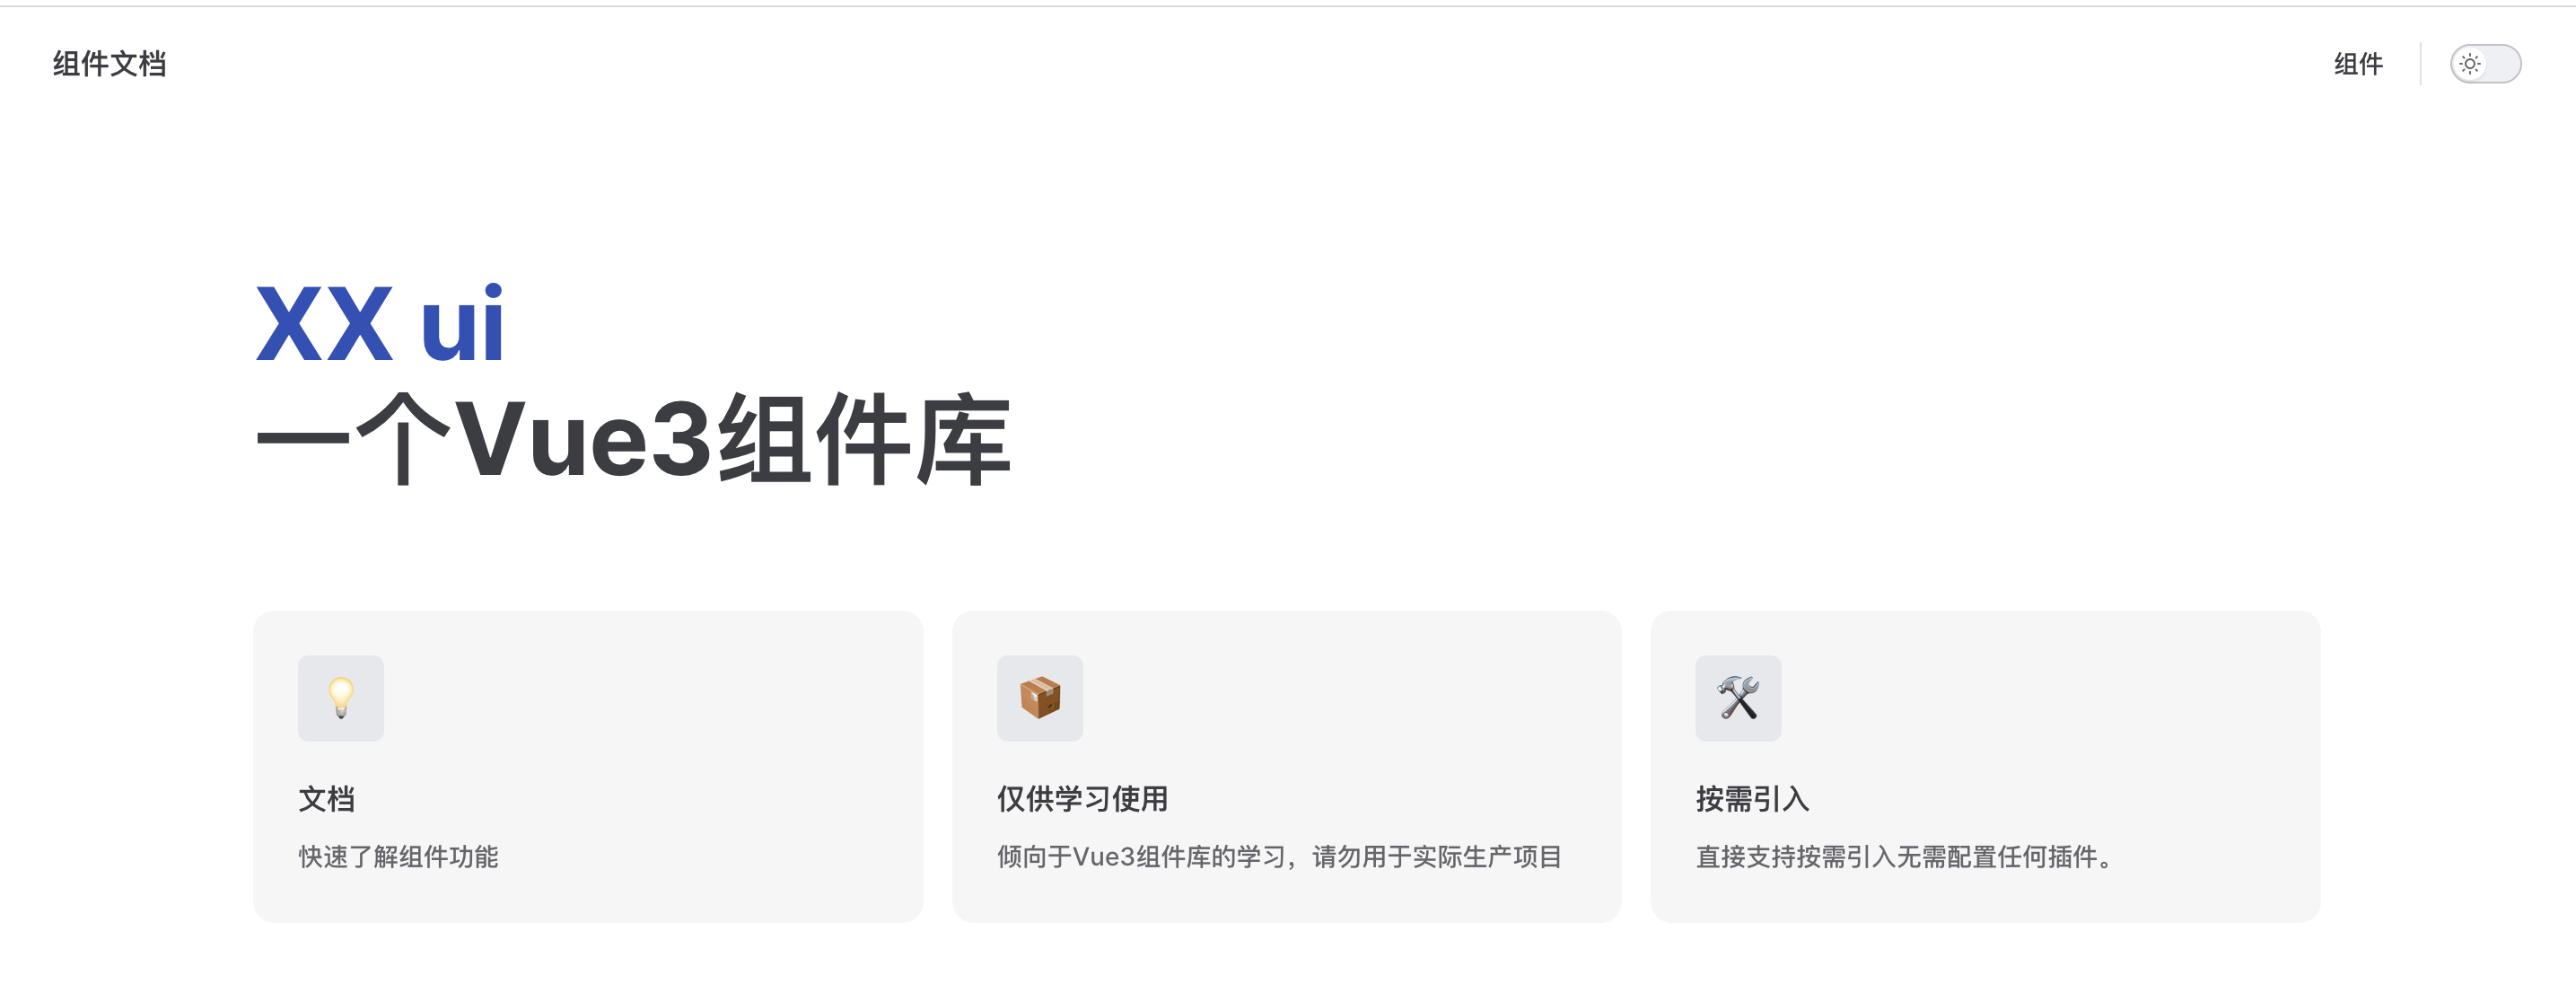 组件文档
组件
XX ui
一个Vue3组件库
文档
快速了解组件功能
仅供学习使用
倾向于Vue3组件库的学习，请勿用于实际生产项目
按需引入
直接支持按需引入无需配置任何插件。